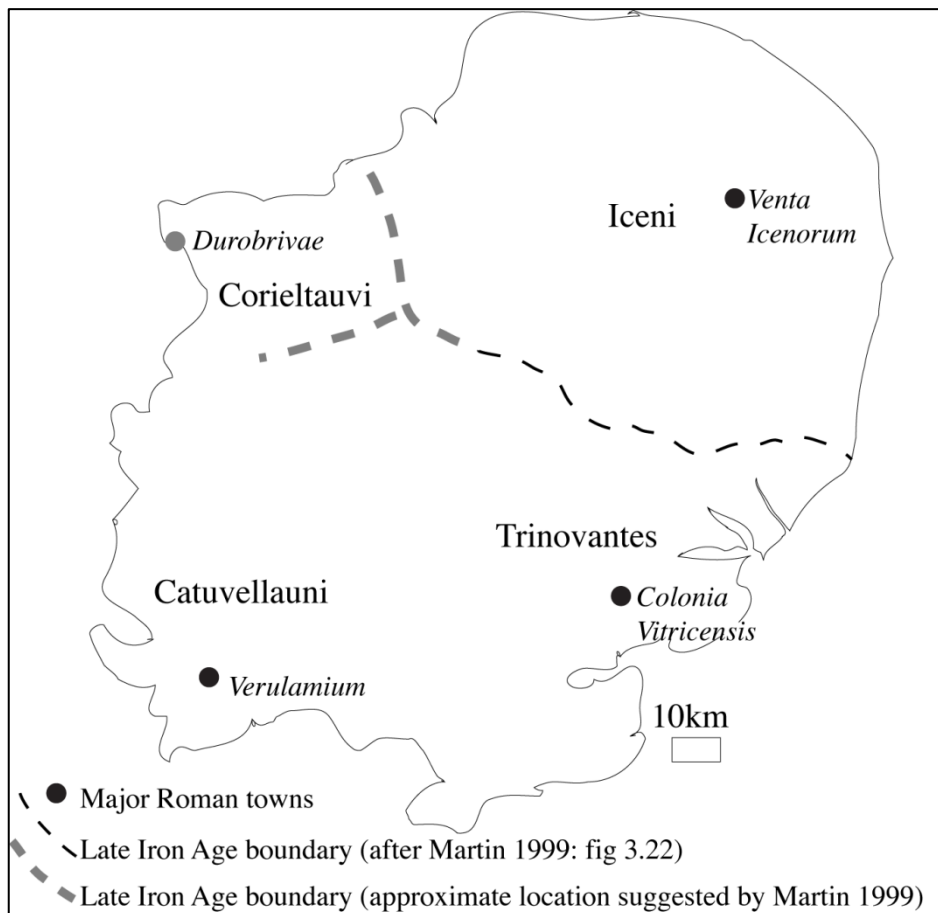 Iceni
Venta
Icenorum
Durobrivae
Corieltauvi
Trinovantes
Catuvellauni
Colonia
Vitricensis
Verulamium
10km
Major Roman towns
Late Iron Age boundary (after Martin 1999: fig 3.22)
Late Iron Age boundary (approximate location suggested by Martin 1999)